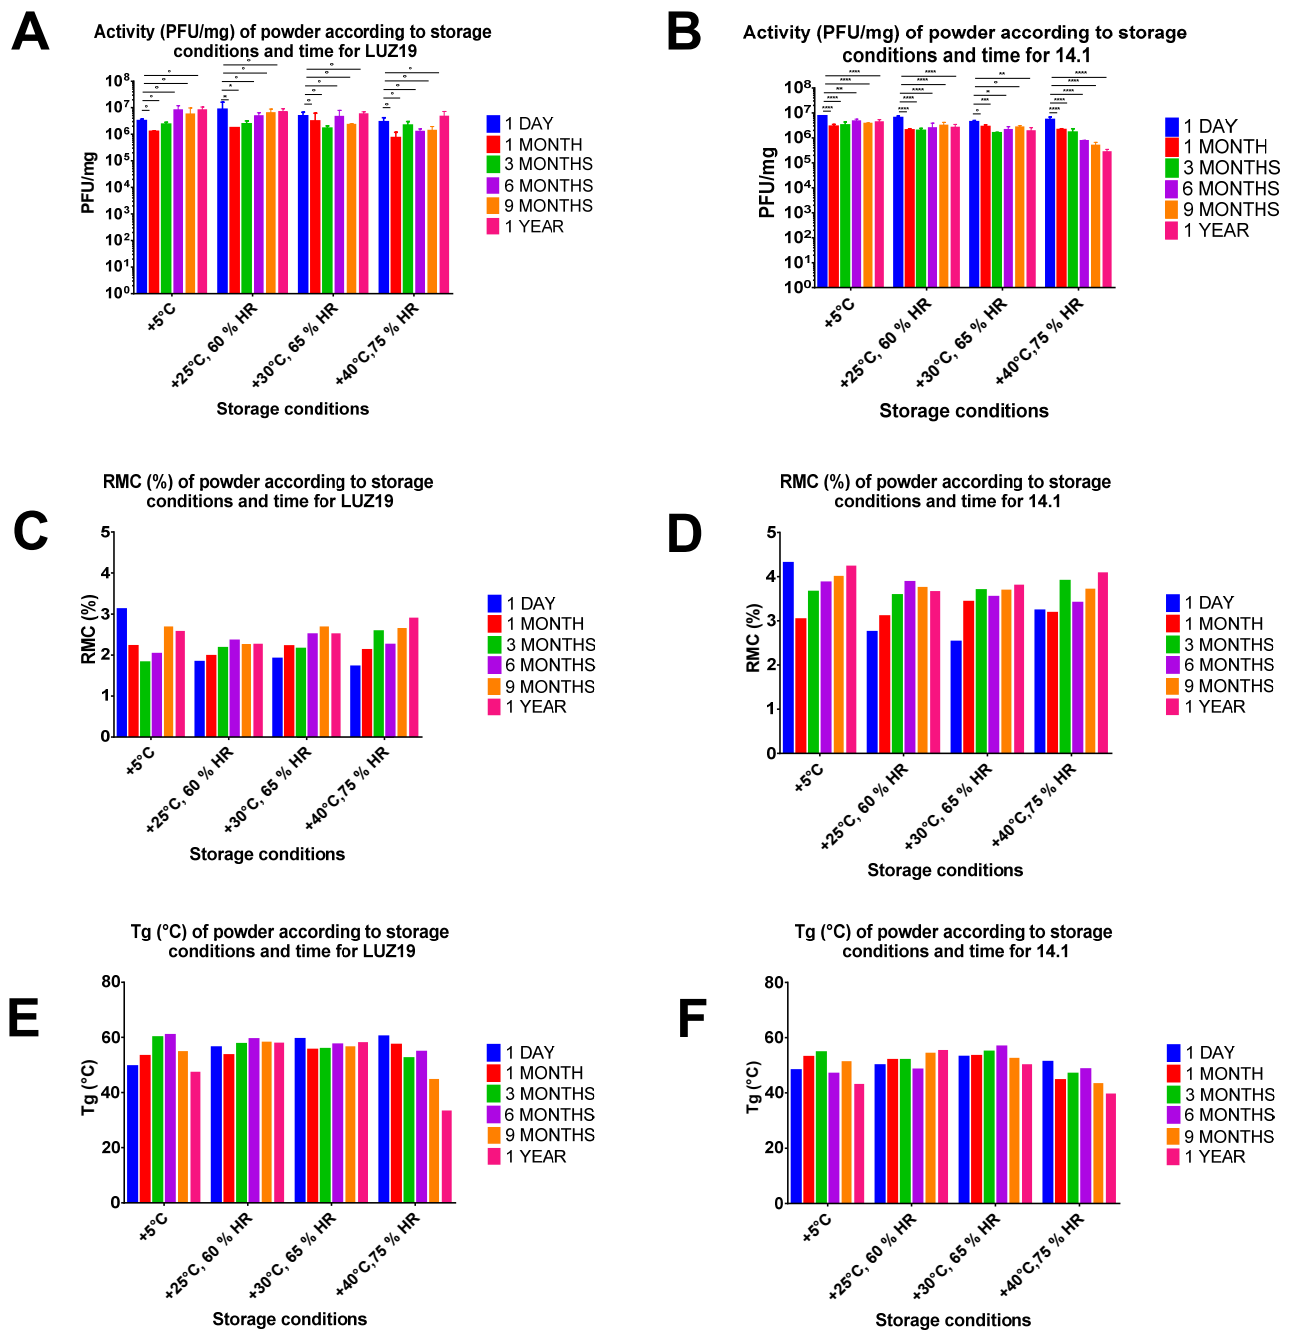 A
Activity (PFU/mg) of powder according to storage
conditions and time for LUZ19
PFU/mg
10⁸
10⁷
10⁶
10⁵
10⁴
10³
10²
10¹
10⁰
+5°C
+25°C, 60 % HR
+30°C, 65 % HR
+40°C,75 % HR
Storage conditions
1 DAY
1 MONTH
3 MONTHS
6 MONTHS
9 MONTHS
1 YEAR
B
Activity (PFU/mg) of powder according to storage
conditions and time for 14.1
PFU/mg
10⁸
10⁷
10⁶
10⁵
10⁴
10³
10²
10¹
10⁰
+5°C
+25°C, 60 % HR
+30°C, 65 % HR
+40°C,75 % HR
Storage conditions
1 DAY
1 MONTH
3 MONTHS
6 MONTHS
9 MONTHS
1 YEAR
C
RMC (%) of powder according to storage
conditions and time for LUZ19
RMC (%)
5
4
3
2
1
0
+5°C
+25°C, 60 % HR
+30°C, 65 % HR
+40°C,75 % HR
Storage conditions
1 DAY
1 MONTH
3 MONTHS
6 MONTHS
9 MONTHS
1 YEAR
D
RMC (%) of powder according to storage
conditions and time for 14.1
RMC (%)
5
4
3
2
1
0
+5°C
+25°C, 60 % HR
+30°C, 65 % HR
+40°C,75 % HR
Storage conditions
1 DAY
1 MONTH
3 MONTHS
6 MONTHS
9 MONTHS
1 YEAR
E
Tg (°C) of powder according to storage
conditions and time for LUZ19
Tg (°C)
80
60
40
20
0
+5°C
+25°C, 60 % HR
+30°C, 65 % HR
+40°C,75 % HR
Storage conditions
1 DAY
1 MONTH
3 MONTHS
6 MONTHS
9 MONTHS
1 YEAR
F
Tg (°C) of powder according to storage
conditions and time for 14.1
Tg (°C)
80
60
40
20
0
+5°C
+25°C, 60 % HR
+30°C, 65 % HR
+40°C,75 % HR
Storage conditions
1 DAY
1 MONTH
3 MONTHS
6 MONTHS
9 MONTHS
1 YEAR